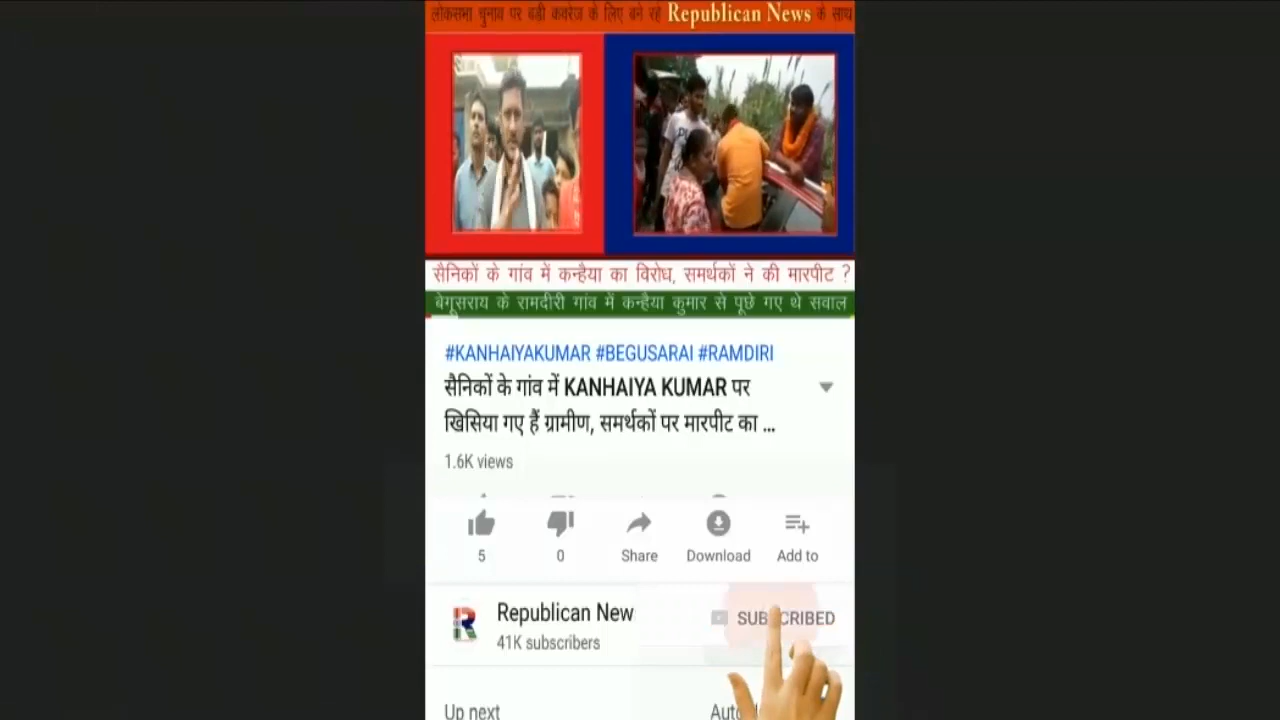 लोकसभा चुनाव पर बडी कवरेज के लिए बने रहे Republican News के साथ
सैनिकों के गांव में कन्हैया का विरोध, समर्थकों ने की मारपीट ?
बेगूसराय के रामदीरी गांव में कन्हैया कुमार से पूछे गए थे सवाल
#KANHAIYAKUMAR #BEGUSARAI #RAMDIRI
सैनिकों के गांव में KANHAIYA KUMAR पर
खिसिया गए हैं ग्रामीण, समर्थकों पर मारपीट का ...
1.6K views
5 0 Share Download Add to
Republican New SUBSCRIBED
41K subscribers
Up next